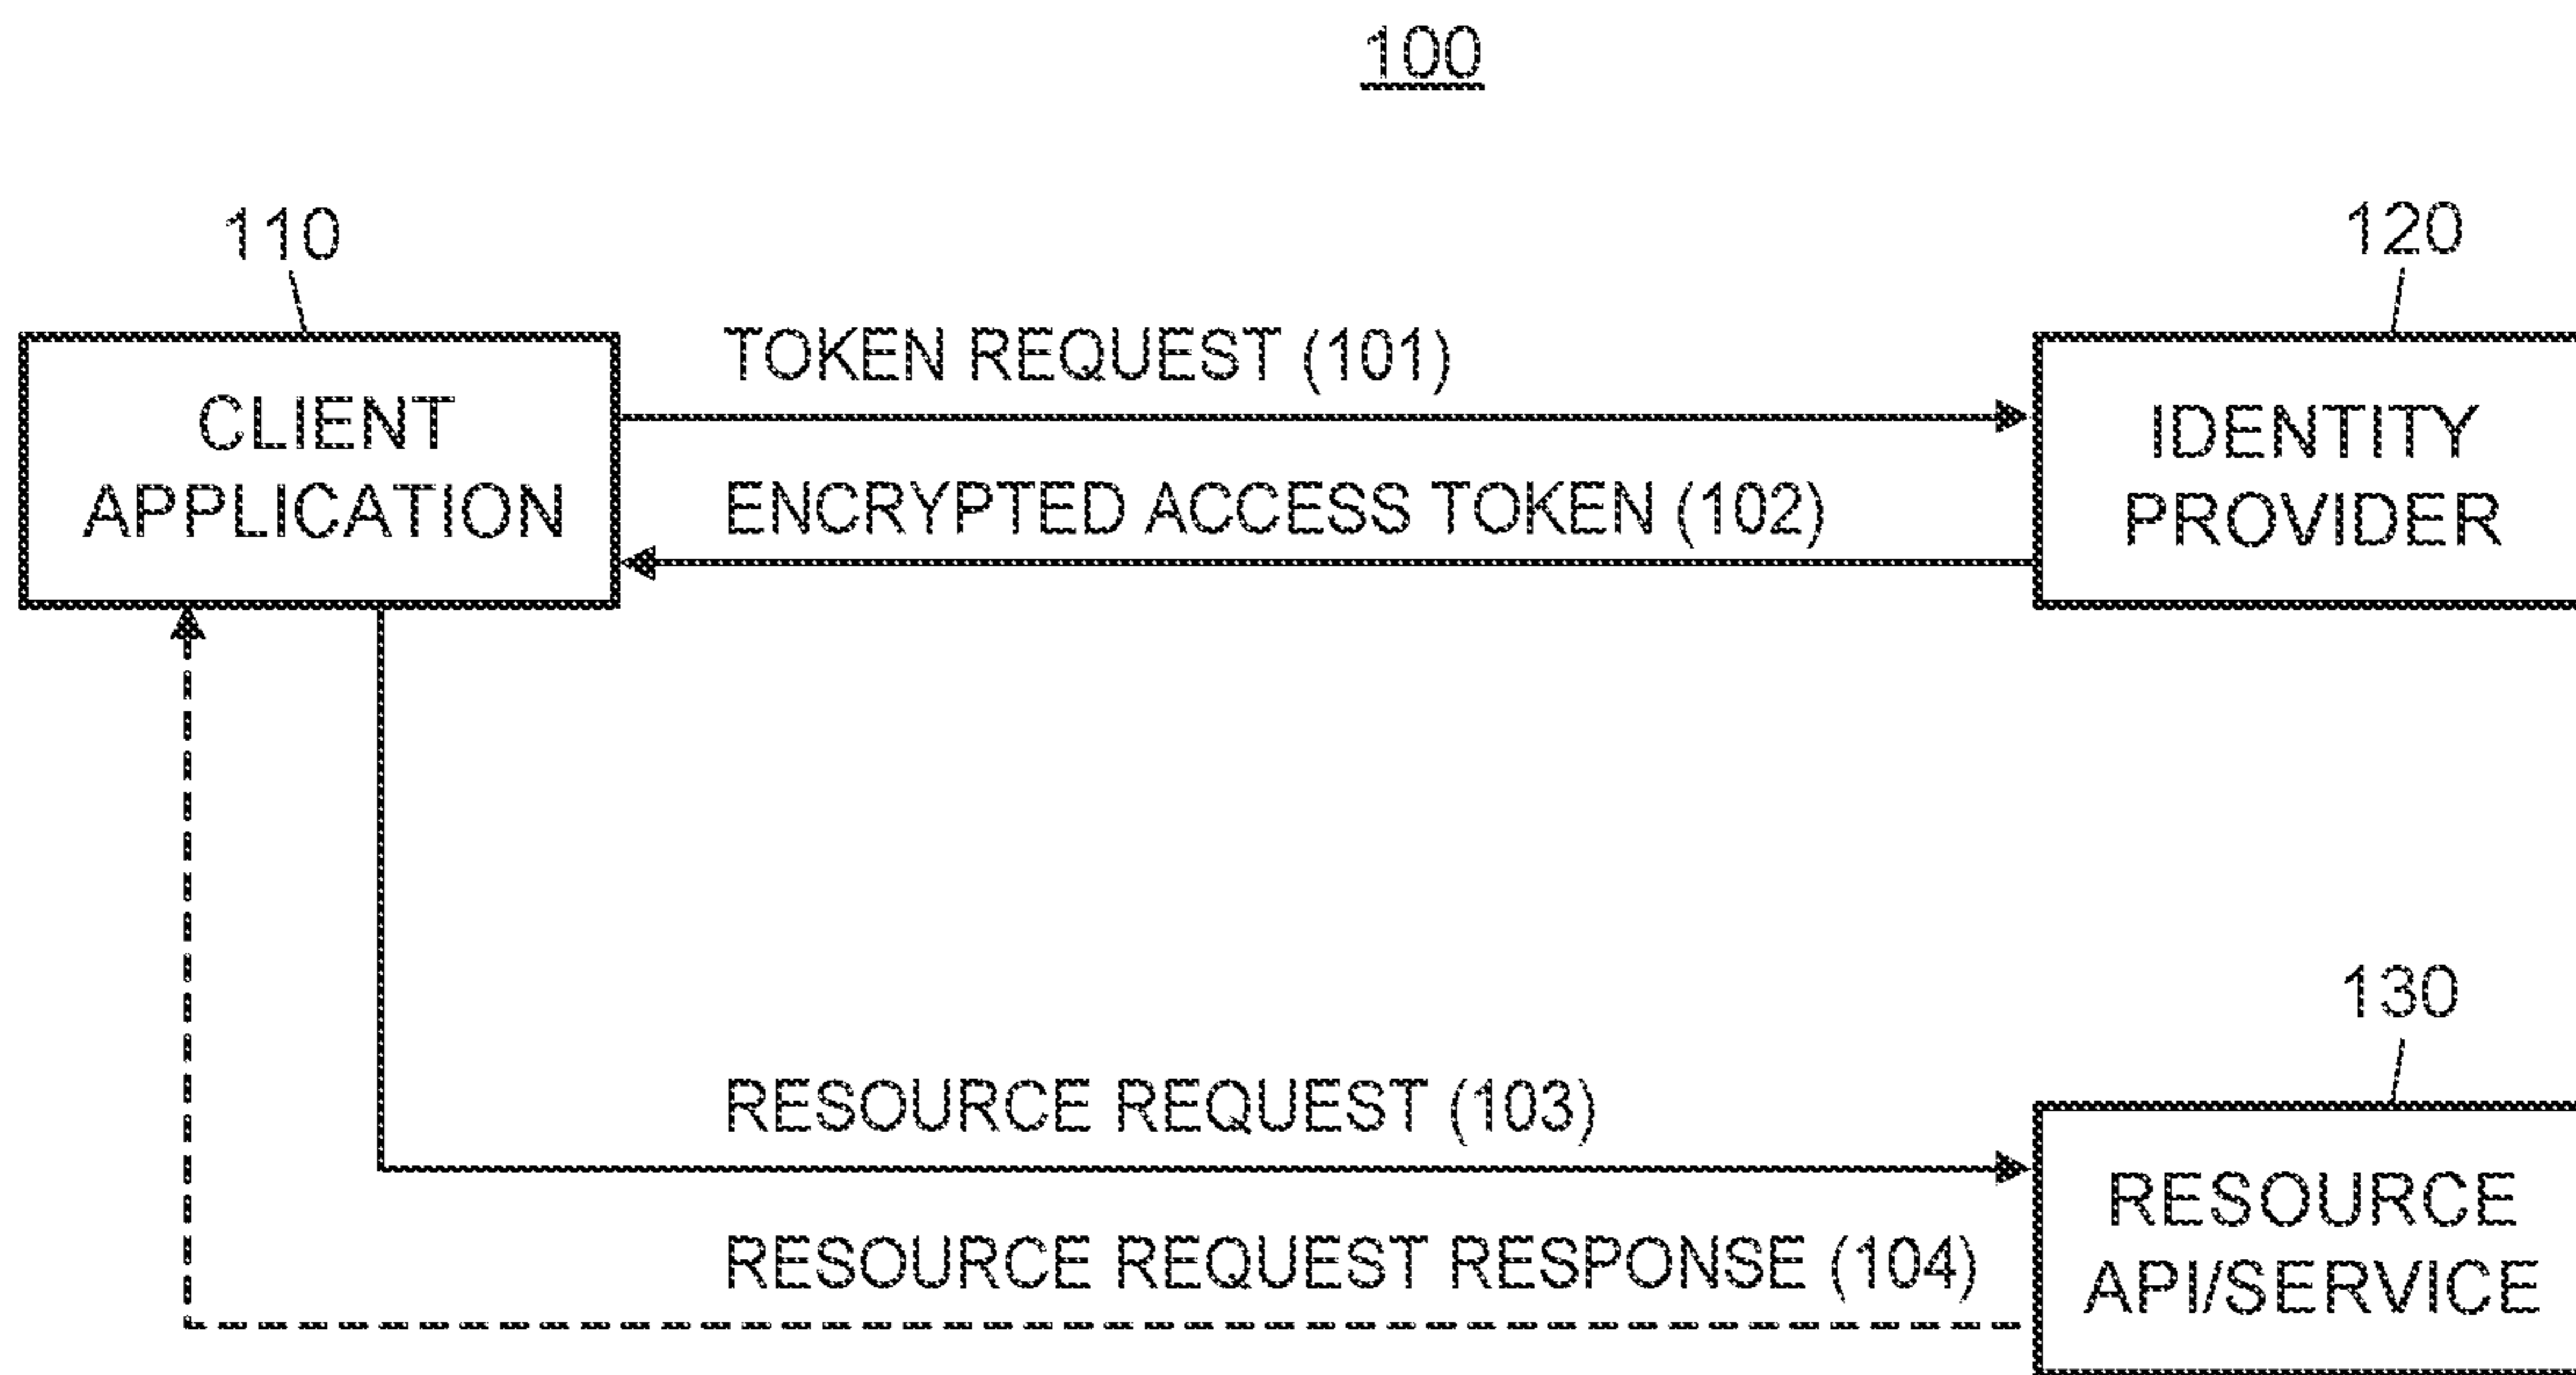 100
110
120
TOKEN REQUEST (101)
CLIENT
APPLICATION
ENCRYPTED ACCESS TOKEN (102)
IDENTITY
PROVIDER
130
RESOURCE REQUEST (103)
RESOURCE
API/SERVICE
RESOURCE REQUEST RESPONSE (104)